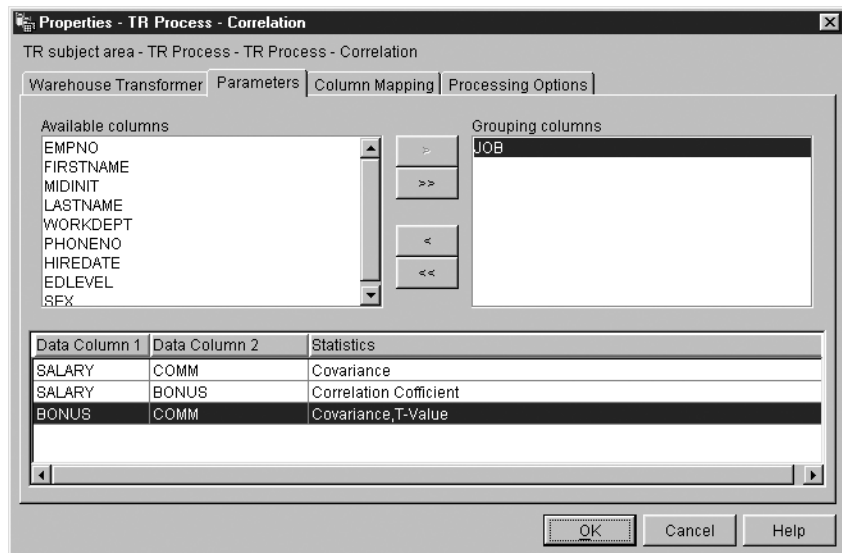 Properties - TR Process - Correlation
TR subject area - TR Process - TR Process - Correlation
Warehouse Transformer Parameters Column Mapping Processing Options
Available columns
EMPNO
FIRSTNAME
MIDINIT
LASTNAME
WORKDEPT
PHONENO
HIREDATE
EDLEVEL
SEX
>
>>
<
<<
Grouping columns
JOB
Data Column 1 Data Column 2 Statistics
SALARY COMM Covariance
SALARY BONUS Correlation Cofficient
BONUS COMM Covariance,T-Value
OK Cancel Help